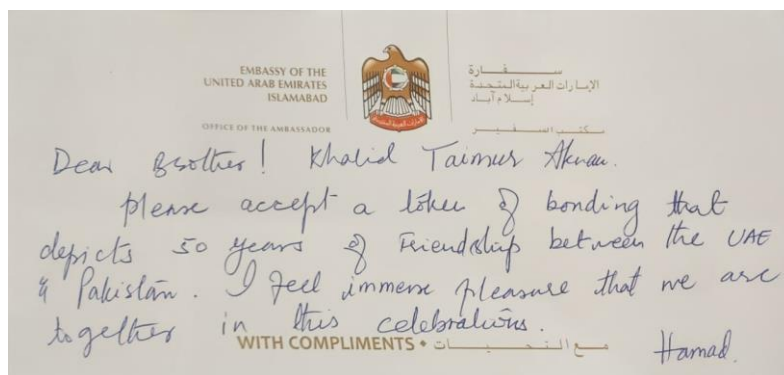 EMBASSY OF THE
UNITED ARAB EMIRATES
ISLAMABAD
OFFICE OF THE AMBASSADOR
سفارة
الإمارات العربية المتحدة
إسلام آباد
مكتب السفير
Dear Brother! Khalid Taimur
please accept a token of bonding that
depicts 50 years of Friendship between the UAE
& Pakistan. I feel immense pleasure that we are
together in this celebrations.
WITH COMPLIMENTS • مع التحيات
Hamad.